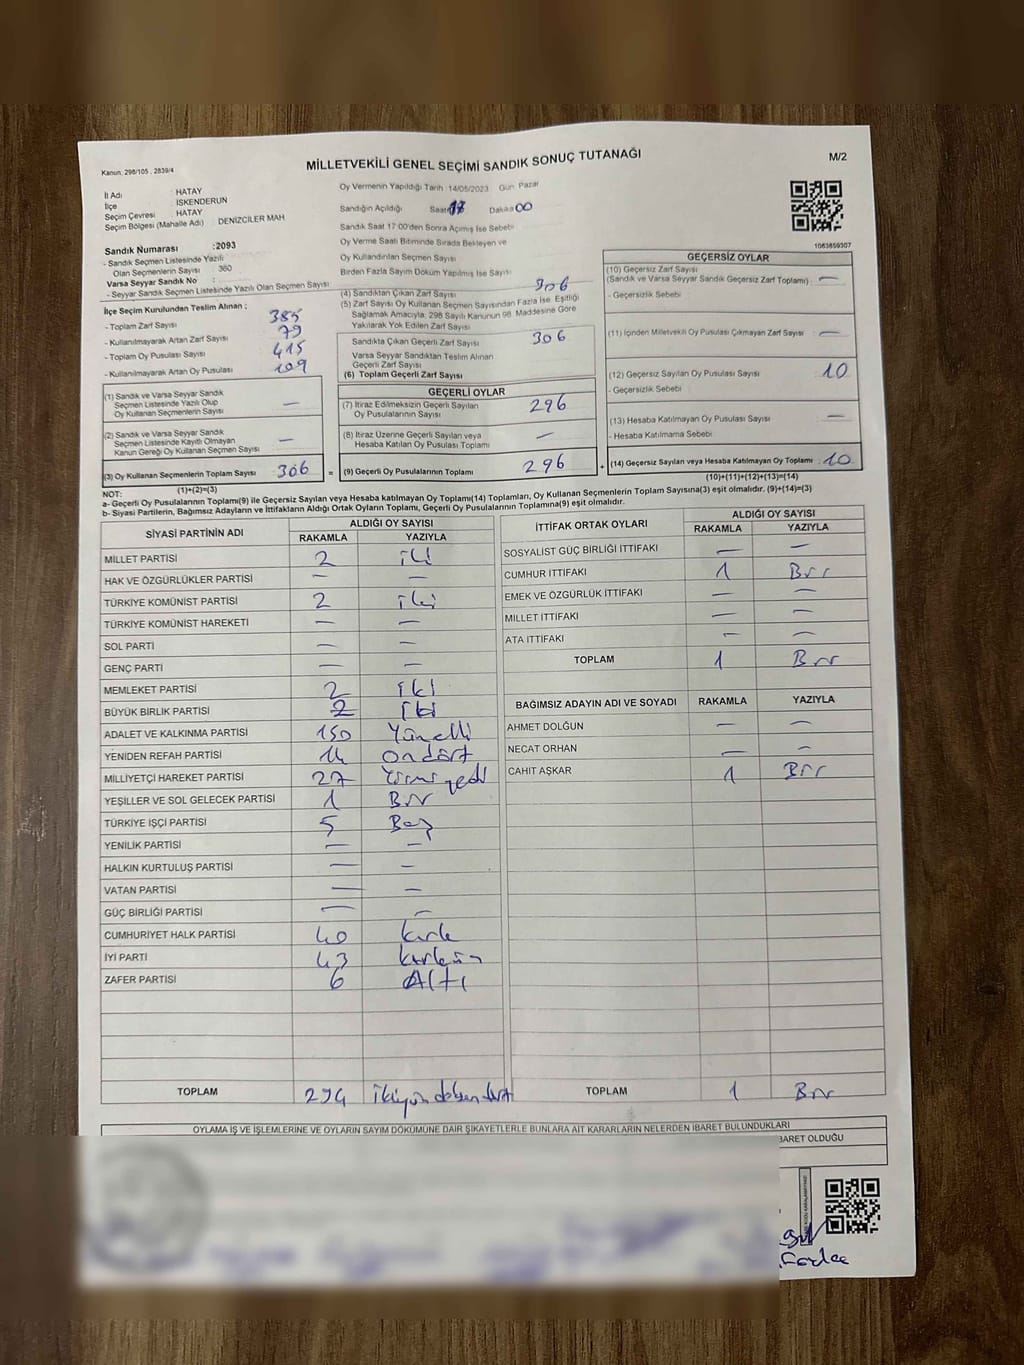 MİLLETVEKİLİ GENEL SEÇİMİ SANDIK SONUÇ TUTANAĞI
M/2
Kanun, 298/105 , 2839/4
İl Adı : HATAY
İlçe : İSKENDERUN
Seçim Çevresi : HATAY
Seçim Bölgesi (Mahalle Adı) : DENİZCİLER MAH
Sandık Numarası :2093
- Sandık Seçmen Listesinde Yazılı
Olan Seçmenlerin Sayısı : 360
Varsa Seyyar Sandık No :
- Seyyar Sandık Seçmen Listesinde Yazılı Olan Seçmen Sayısı :
Oy Vermenin Yapıldığı Tarih :14/05/2023 Gün: Pazar
Sandığın Açıldığı Saat: 17 Dakika: 00
Sandık Saat 17:00'den Sonra Açımış İse Sebebi
Oy Verme Saati Bitiminde Sırada Bekleyen ve
Oy Kullandırılan Seçmen Sayısı
Birden Fazla Sayım Döküm Yapılmış İse Sayısı
1063859307
İlçe Seçim Kurulundan Teslim Alınan ;
- Toplam Zarf Sayısı : 385
- Kullanılmayarak Artan Zarf Sayısı : 79
- Toplam Oy Pusulası Sayısı : 415
- Kullanılmayarak Artan Oy Pusulası : 109
(4) Sandıktan Çıkan Zarf Sayısı 306
(5) Zarf Sayısı Oy Kullanan Seçmen Sayısından Fazla İse, Eşitliği
Sağlamak Amacıyla, 298 Sayılı Kanunun 98. Maddesine Göre
Yakılarak Yok Edilen Zarf Sayısı
Sandıkta Çıkan Geçerli Zarf Sayısı 306
Varsa Seyyar Sandıktan Teslim Alınan
Geçerli Zarf Sayısı
(6) Toplam Geçerli Zarf Sayısı
GEÇERSİZ OYLAR
(10) Geçersiz Zarf Sayısı
(Sandık ve Varsa Seyyar Sandık Geçersiz Zarf Toplamı) : —
- Geçersizlik Sebebi
(11) İçinden Milletvekili Oy Pusulası Çıkmayan Zarf Sayısı : —
(12) Geçersiz Sayılan Oy Pusulası Sayısı : 10
- Geçersizlik Sebebi
(13) Hesaba Katılmayan Oy Pusulası Sayısı : —
- Hesaba Katılmama Sebebi
(14) Geçersiz Sayılan veya Hesaba Katılmayan Oy Toplamı : 10
(10)+(11)+(12)+(13)=(14)
(1) Sandık ve Varsa Seyyar Sandık
Seçmen Listesinde Yazılı Olup
Oy Kullanan Seçmenlerin Sayısı —
(2) Sandık ve Varsa Seyyar Sandık
Seçmen Listesinde Kayıtlı Olmayan
Kanun Gereği Oy Kullanan Seçmen Sayısı —
(3) Oy Kullanan Seçmenlerin Toplam Sayısı 306 =
(1)+(2)=(3)
GEÇERLİ OYLAR
(7) İtiraz Edilmeksizin Geçerli Sayılan
Oy Pusulalarının Sayısı 296
(8) İtiraz Üzerine Geçerli Sayılan veya
Hesaba Katılan Oy Pusulası Toplamı —
(9) Geçerli Oy Pusulalarının Toplamı 296 +
NOT:
a- Geçerli Oy Pusulalarının Toplamı(9) ile Geçersiz Sayılan veya Hesaba katılmayan Oy Toplamı(14) Toplamları, Oy Kullanan Seçmenlerin Toplam Sayısına(3) eşit olmalıdır. (9)+(14)=(3)
b- Siyasi Partilerin, Bağımsız Adayların ve İttifakların Aldığı Ortak Oyların Toplamı, Geçerli Oy Pusulalarının Toplamına(9) eşit olmalıdır.
SİYASİ PARTİNİN ADI ALDIĞI OY SAYISI
RAKAMLA YAZIYLA
MİLLET PARTİSİ 2 iki
HAK VE ÖZGÜRLÜKLER PARTİSİ — —
TÜRKİYE KOMÜNİST PARTİSİ 2 iki
TÜRKİYE KOMÜNİST HAREKETİ — —
SOL PARTİ — —
GENÇ PARTİ — —
MEMLEKET PARTİSİ 2 iki
BÜYÜK BİRLİK PARTİSİ 2 iki
ADALET VE KALKINMA PARTİSİ 150 Yüzelli
YENİDEN REFAH PARTİSİ 14 ondört
MİLLİYETÇİ HAREKET PARTİSİ 27 Yirmiyedi
YEŞİLLER VE SOL GELECEK PARTİSİ 1 Bir
TÜRKİYE İŞÇİ PARTİSİ 5 Beş
YENİLİK PARTİSİ — —
HALKIN KURTULUŞ PARTİSİ — —
VATAN PARTİSİ — —
GÜÇ BİRLİĞİ PARTİSİ — —
CUMHURİYET HALK PARTİSİ 40 kırk
İYİ PARTİ 43 kırküç
ZAFER PARTİSİ 6 Altı
TOPLAM 294 ikiyüzdoksandört
İTTİFAK ORTAK OYLARI ALDIĞI OY SAYISI
RAKAMLA YAZIYLA
SOSYALİST GÜÇ BİRLİĞİ İTTİFAKI — —
CUMHUR İTTİFAKI 1 Bir
EMEK VE ÖZGÜRLÜK İTTİFAKI — —
MİLLET İTTİFAKI — —
ATA İTTİFAKI — —
TOPLAM 1 Bir
BAĞIMSIZ ADAYIN ADI VE SOYADI RAKAMLA YAZIYLA
AHMET DOLĞUN — —
NECAT ORHAN — —
CAHİT AŞKAR 1 Bir
TOPLAM 1 Bir
OYLAMA İŞ VE İŞLEMLERİNE VE OYLARIN SAYIM DÖKÜMÜNE DAİR ŞİKAYETLERLE BUNLARA AİT KARARLARIN NELERDEN İBARET BULUNDUKLARI
BARET OLDUĞU